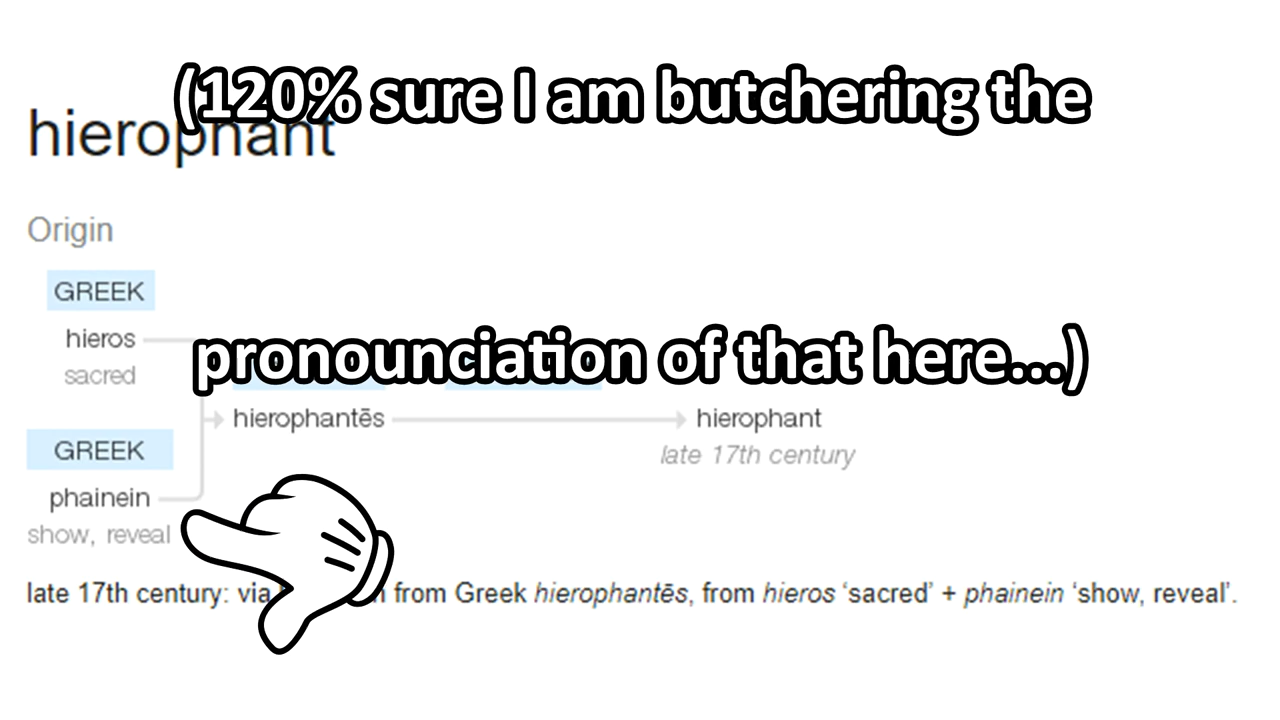 (120% sure I am butchering the
hierophant
Origin
GREEK
hieros
sacred
pronounciation of that here...)
hierophantēs
hierophant
late 17th century
GREEK
phainein
show, reveal
late 17th century: via from Greek hierophantēs, from hieros ‘sacred’ + phainein ‘show, reveal’.